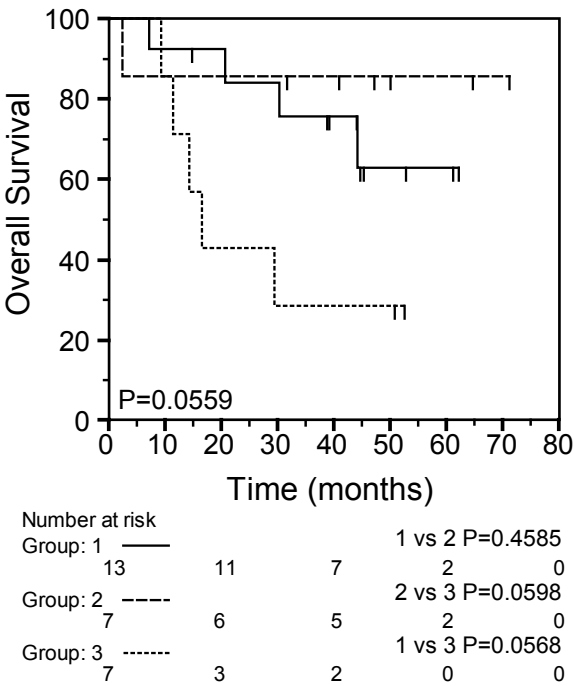 100
80
60
40
20
0
Overall Survival
P=0.0559
0 10 20 30 40 50 60 70 80
Time (months)
Number at risk
Group: 1 1 vs 2 P=0.4585
13 11 7 2 0
Group: 2 2 vs 3 P=0.0598
7 6 5 2 0
Group: 3 1 vs 3 P=0.0568
7 3 2 0 0